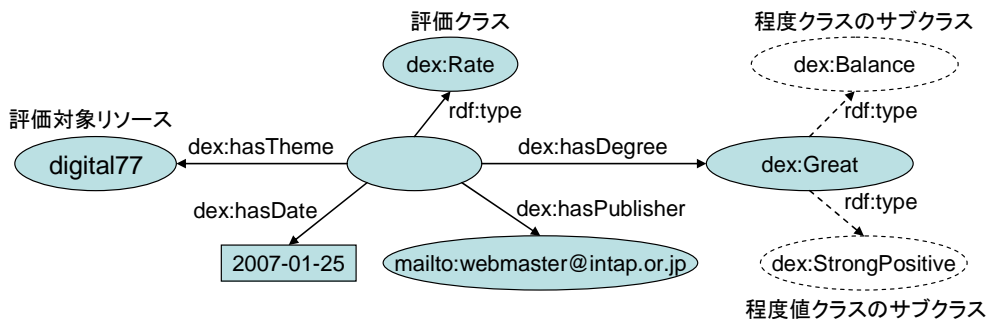 評価クラス
程度クラスのサブクラス
dex:Rate
dex:Balance
rdf:type
rdf:type
評価対象リソース
dex:hasTheme
dex:hasDegree
digital77
dex:Great
dex:hasDate
dex:hasPublisher
rdf:type
2007-01-25
mailto:webmaster@intap.or.jp
dex:StrongPositive
程度値クラスのサブクラス